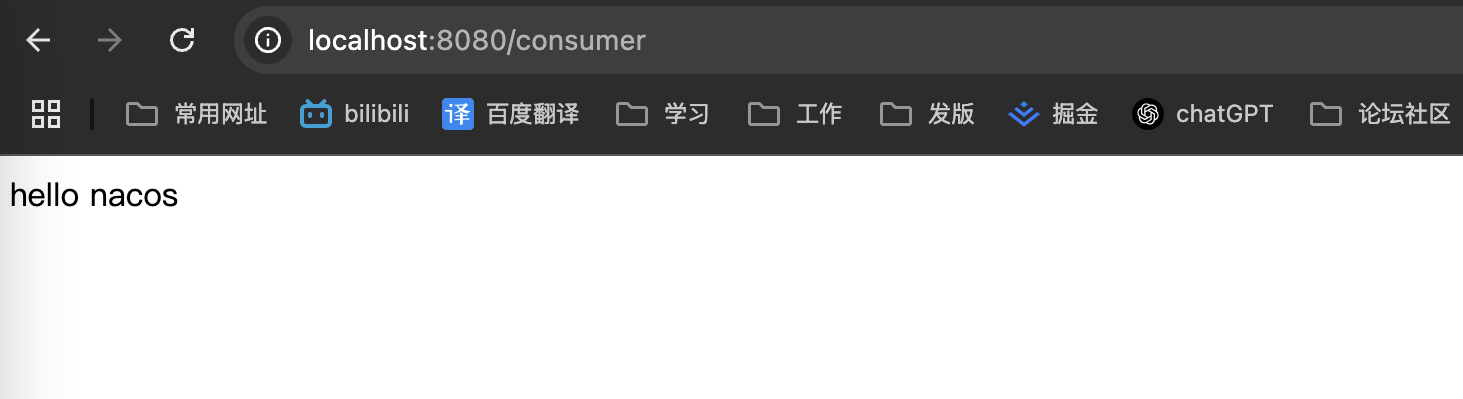 localhost:8080/consumer
常用网址 bilibili 译 百度翻译 学习 工作 发版 掘金 chatGPT 论坛社区
hello nacos